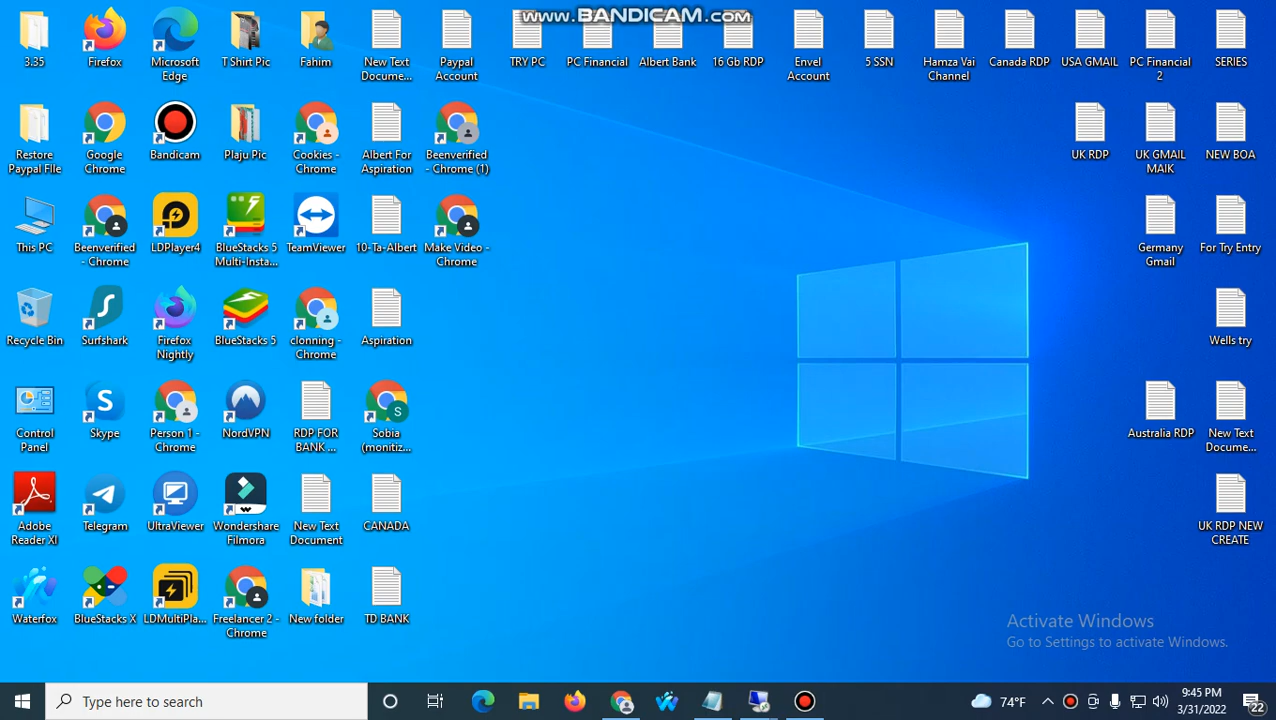 www.BANDICAM.com
3.35
Firefox
Microsoft
Edge
T Shirt Pic
Fahim
New Text
Docume...
Paypal
Account
TRY PC
PC Financial
Albert Bank
16 Gb RDP
Envel
Account
5 SSN
Hamza Vai
Channel
Canada RDP
USA GMAIL
PC Financial
2
SERIES
Restore
Paypal FIle
Google
Chrome
Bandicam
Plaju Pic
Cookies -
Chrome
Albert For
Aspiration
Beenverified
- Chrome (1)
UK RDP
UK GMAIL
MAIK
NEW BOA
This PC
Beenverified
- Chrome
LDPlayer4
BlueStacks 5
Multi-Insta...
TeamViewer
10-Ta-Albert
Make Video -
Chrome
Germany
Gmail
For Try Entry
Recycle Bin
Surfshark
Firefox
Nightly
BlueStacks 5
clonning -
Chrome
Aspiration
Wells try
Control
Panel
Skype
Person 1 -
Chrome
NordVPN
RDP FOR
BANK ...
S
Sobia
(monitiz...
Australia RDP
New Text
Docume...
Adobe
Reader XI
Telegram
UltraViewer
Wondershare
Filmora
New Text
Document
CANADA
UK RDP NEW
CREATE
Waterfox
BlueStacks X
LDMultiPla...
Freelancer 2 -
Chrome
New folder
TD BANK
Activate Windows
Go to Settings to activate Windows.
Type here to search
74°F
9:45 PM
3/31/2022
22